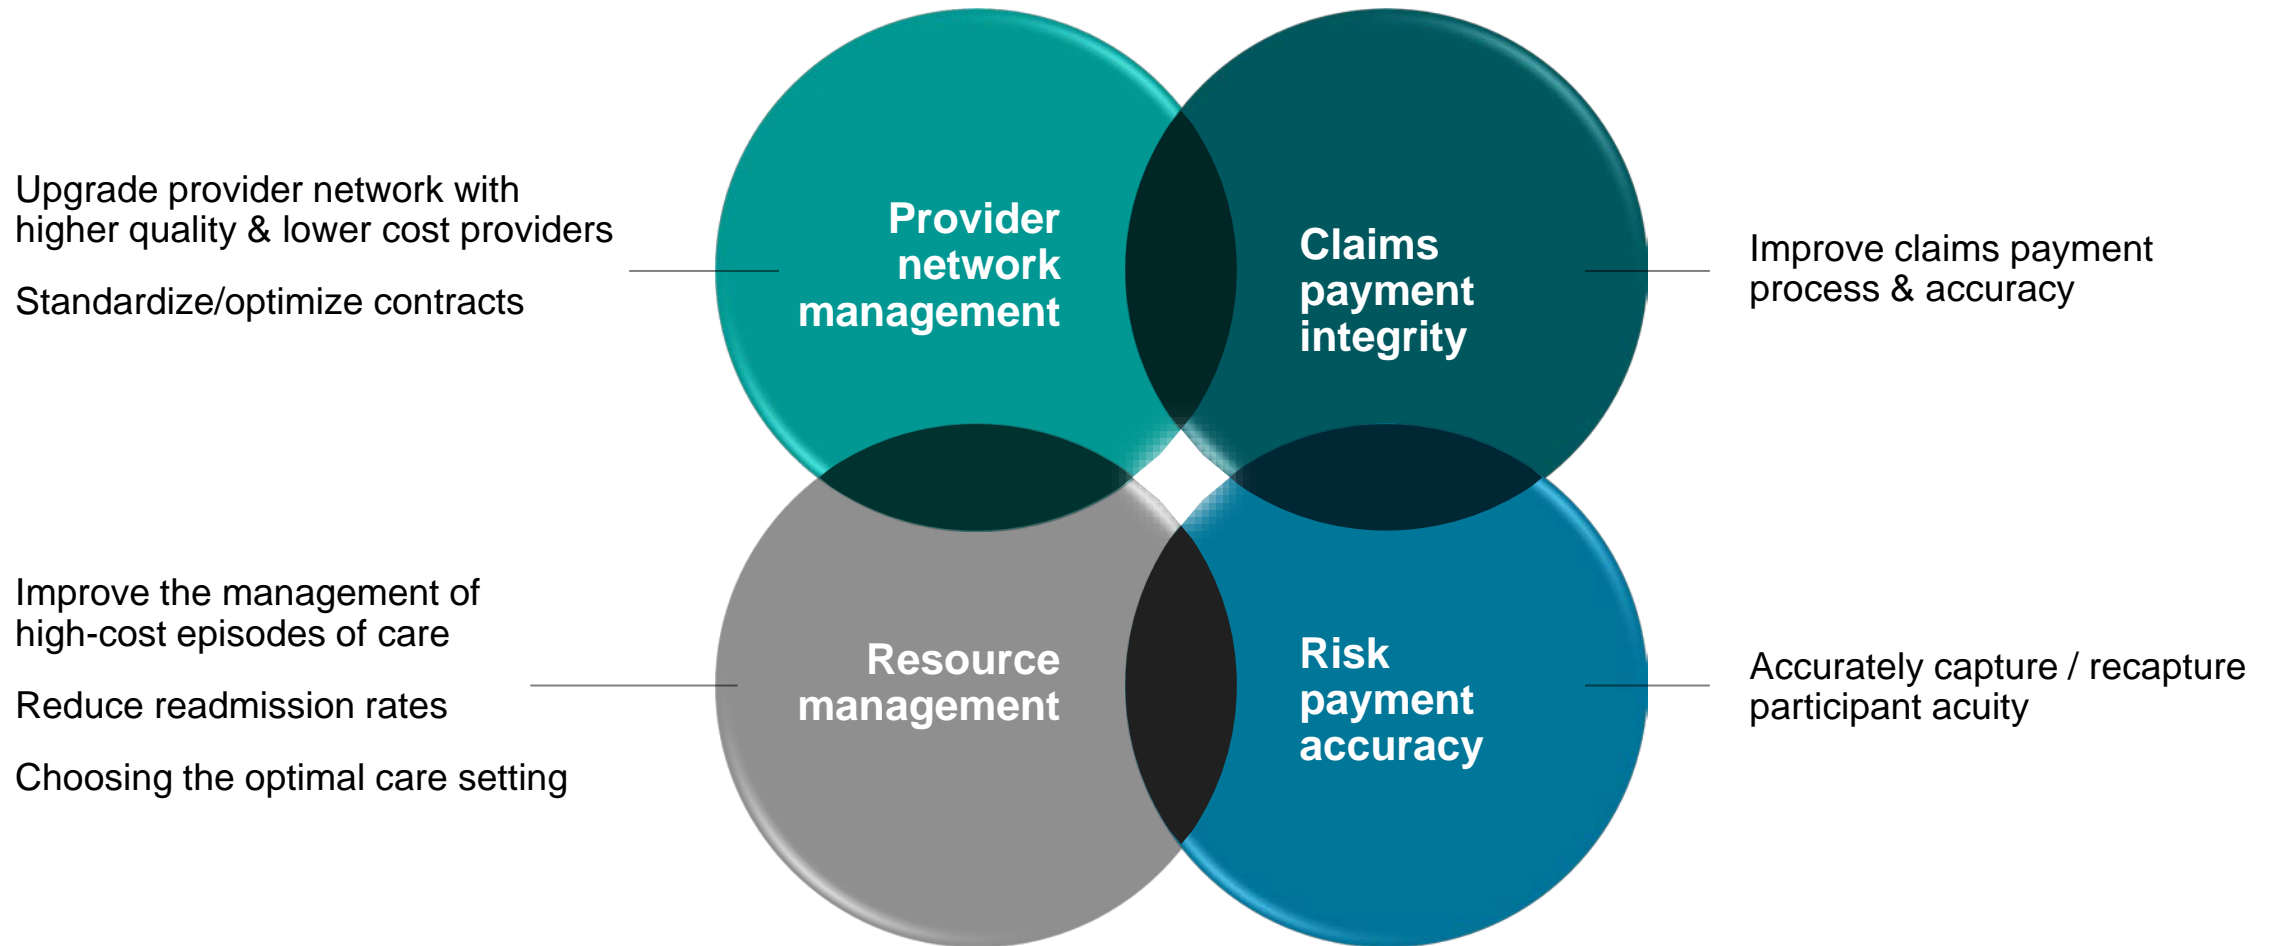 Upgrade provider network with
higher quality & lower cost providers
Standardize/optimize contracts
Provider
network
management
Claims
payment
integrity
Improve claims payment
process & accuracy
Improve the management of
high-cost episodes of care
Reduce readmission rates
Choosing the optimal care setting
Resource
management
Risk
payment
accuracy
Accurately capture / recapture
participant acuity